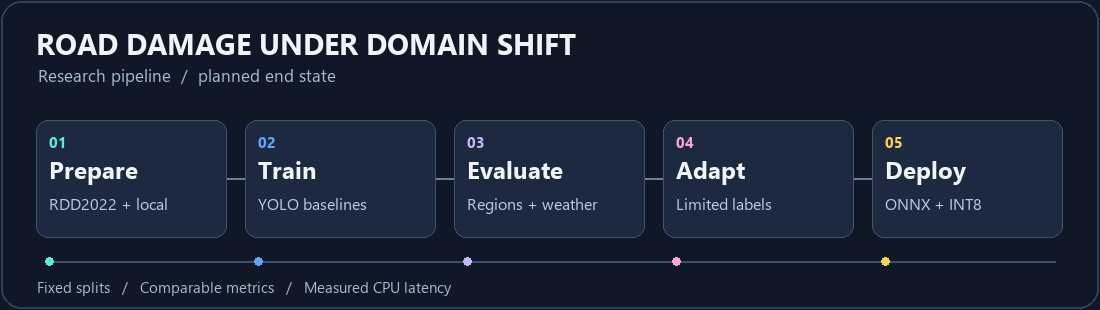 ROAD DAMAGE UNDER DOMAIN SHIFT
Research pipeline / planned end state
01
Prepare
RDD2022 + local
02
Train
YOLO baselines
03
Evaluate
Regions + weather
04
Adapt
Limited labels
05
Deploy
ONNX + INT8
Fixed splits / Comparable metrics / Measured CPU latency